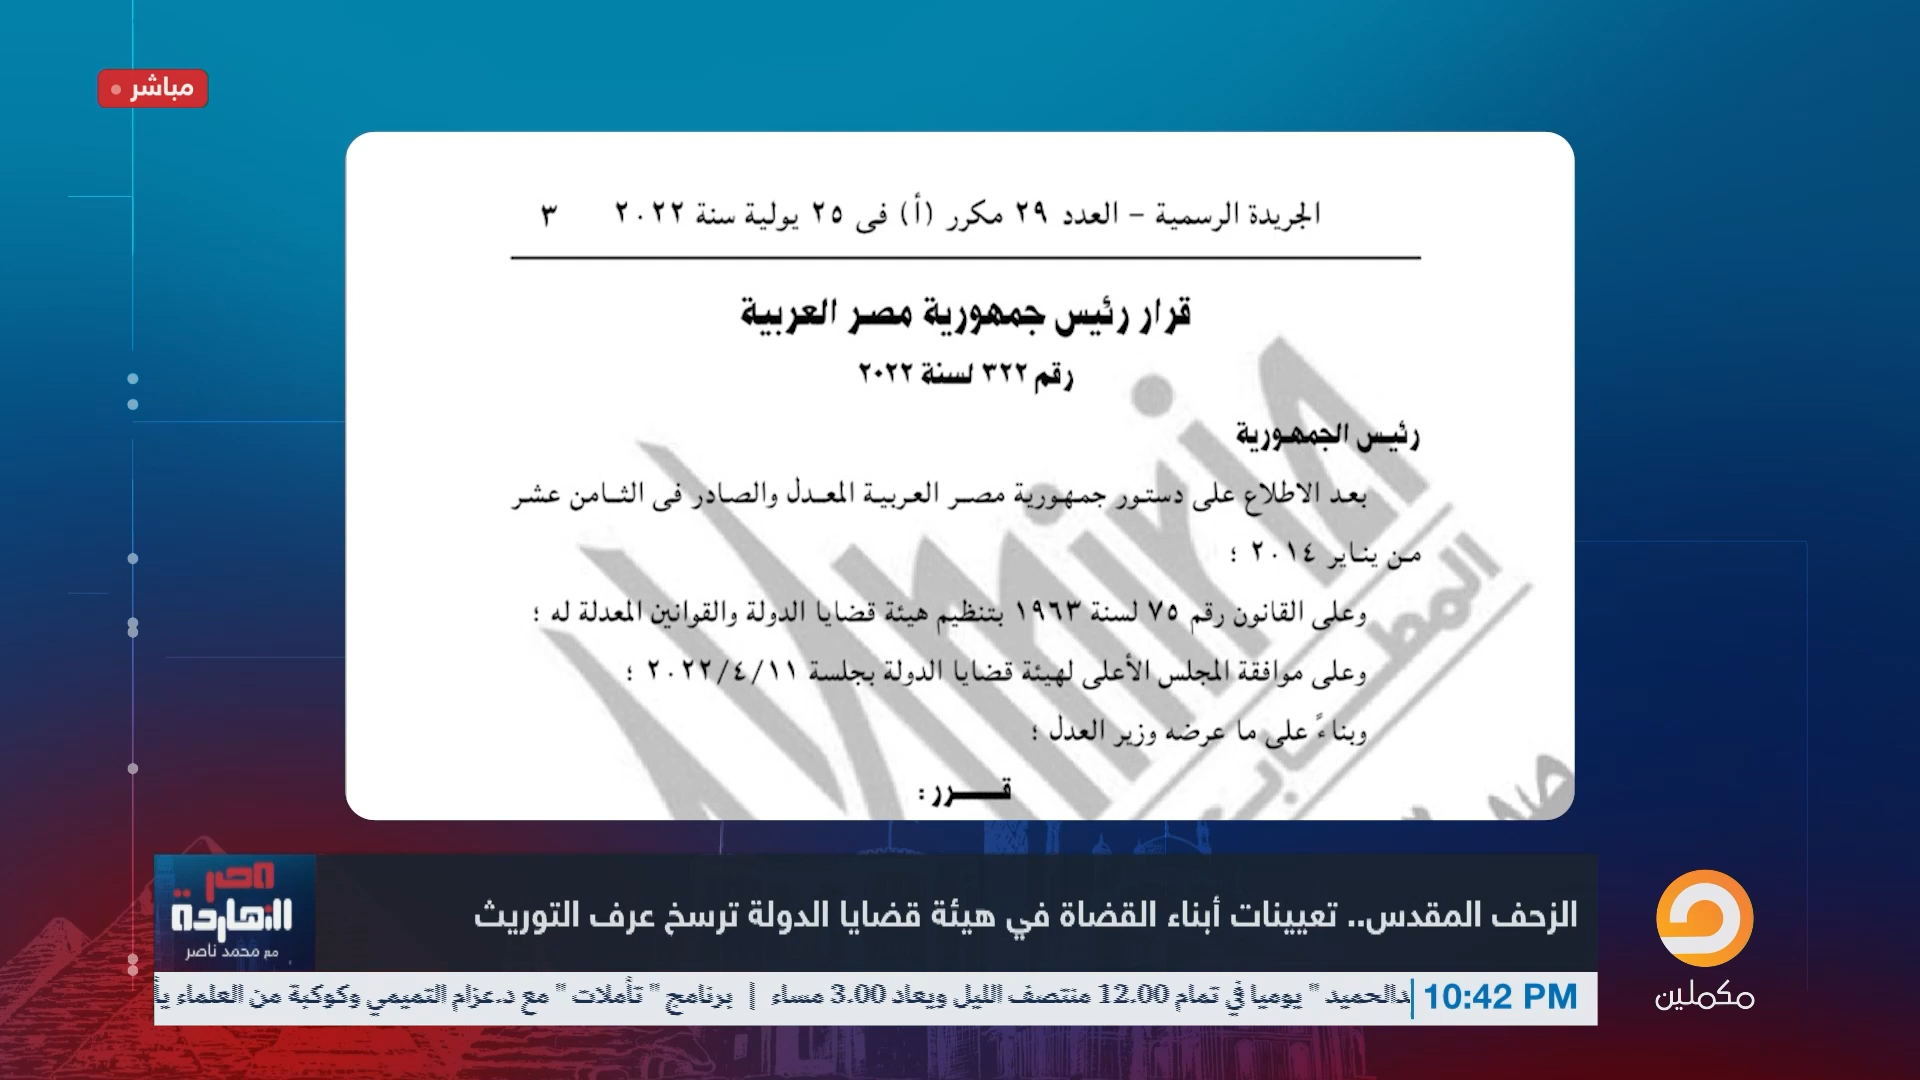 مباشر
الجريدة الرسمية – العدد ٢٩ مكرر (أ) فى ٢٥ يولية سنة ٢٠٢٢ ٣
قرار رئيس جمهورية مصر العربية
رقم ٣٢٢ لسنة ٢٠٢٢
رئيس الجمهورية
بعد الاطلاع على دستور جمهورية مصر العربية المعدل والصادر فى الثامن عشر
من يناير ٢٠١٤ ؛
وعلى القانون رقم ٧٥ لسنة ١٩٦٣ بتنظيم هيئة قضايا الدولة والقوانين المعدلة له ؛
وعلى موافقة المجلس الأعلى لهيئة قضايا الدولة بجلسة ٢٠٢٢/٤/١١ ؛
وبناءً على ما عرضه وزير العدل ؛
قــــرر :
Amiria
المطابع
مصر النهاردة
مع محمد ناصر
الزحف المقدس.. تعيينات أبناء القضاة في هيئة قضايا الدولة ترسخ عرف التوريث
10:42 PM
دالحميد " يوميا في تمام 12.00 منتصف الليل ويعاد 3.00 مساء | برنامج " تأملات " مع د.عزام التميمي وكوكبة من العلماء
مكملين